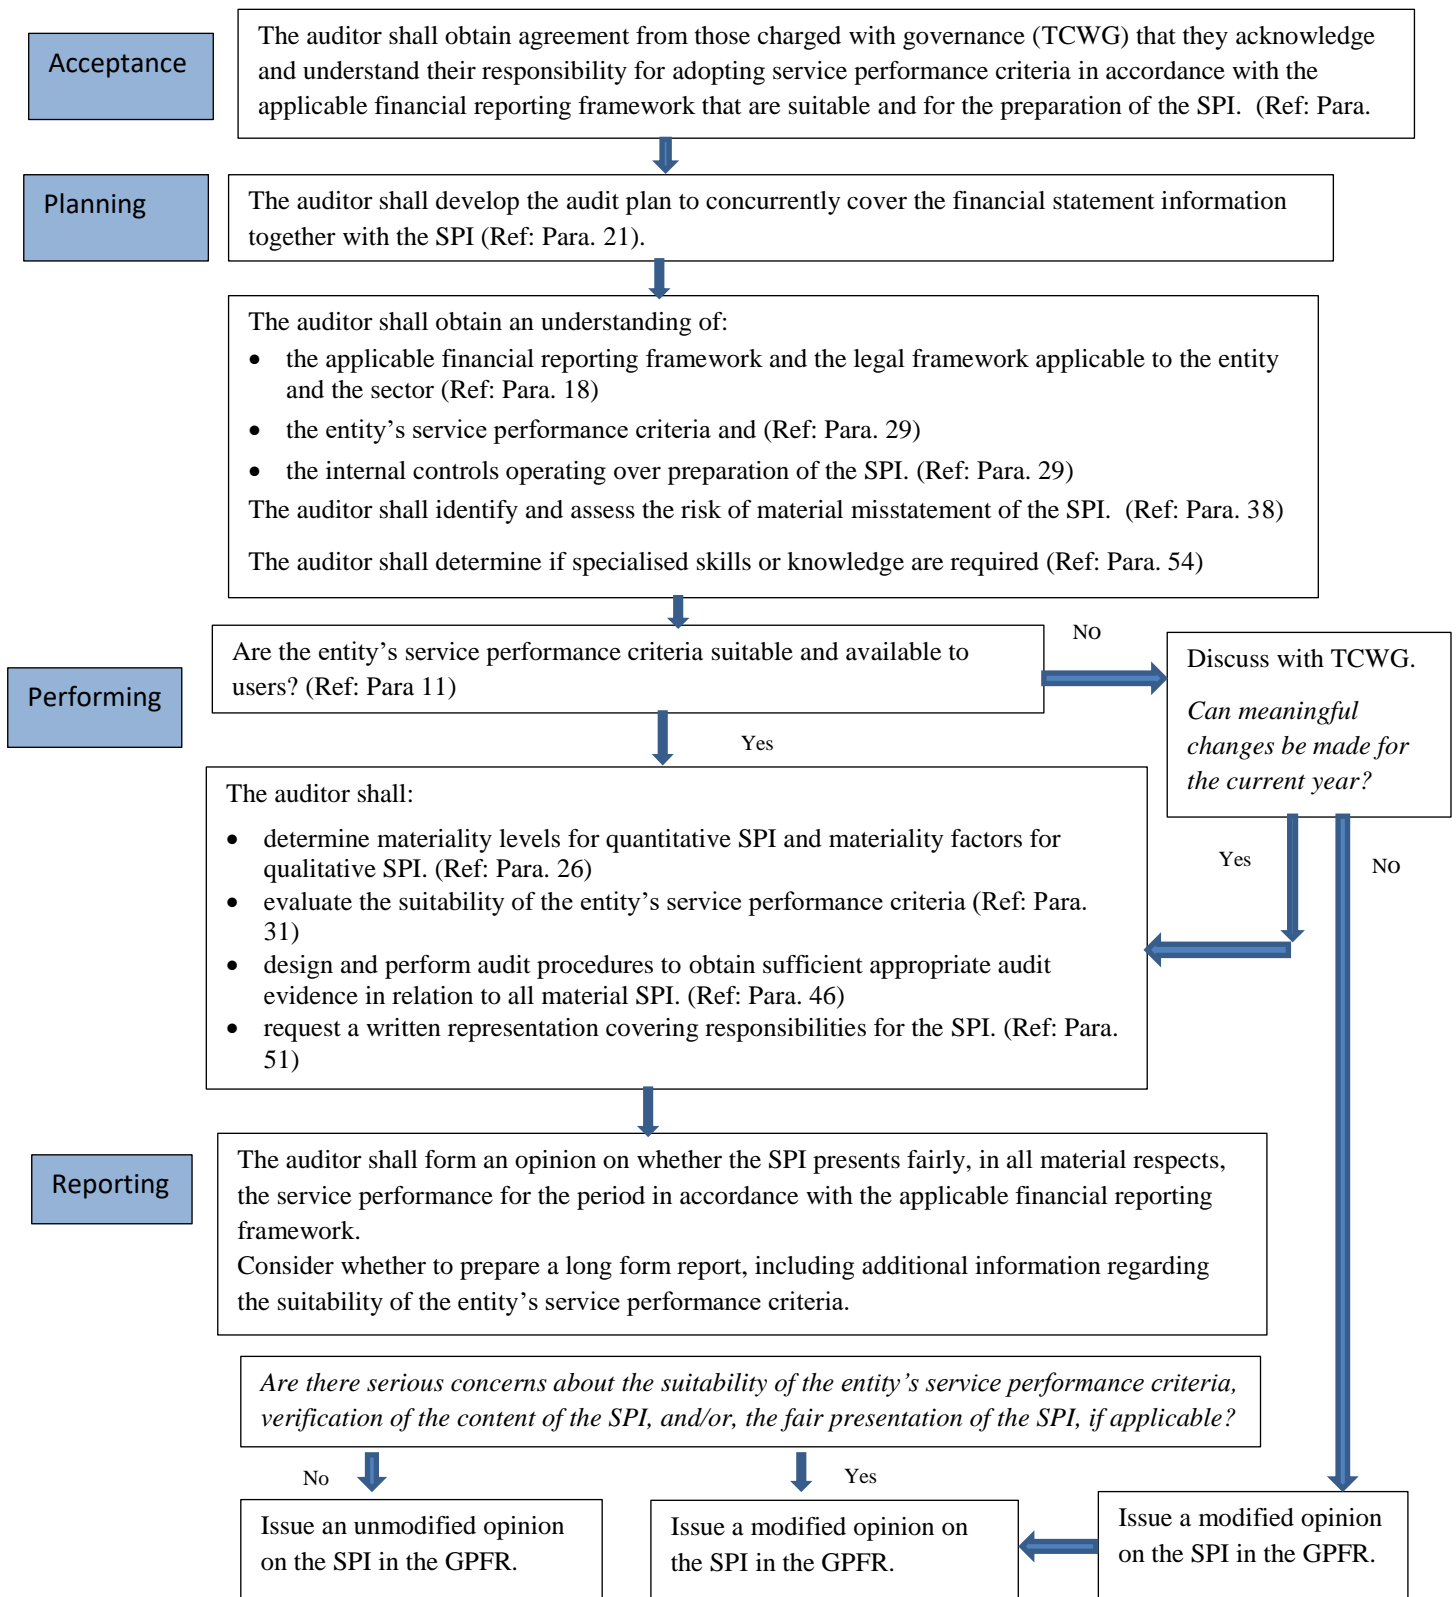 Acceptance
The auditor shall obtain agreement from those charged with governance (TCWG) that they acknowledge
and understand their responsibility for adopting service performance criteria in accordance with the
applicable financial reporting framework that are suitable and for the preparation of the SPI. (Ref: Para.
Planning
The auditor shall develop the audit plan to concurrently cover the financial statement information
together with the SPI (Ref: Para. 21).
The auditor shall obtain an understanding of:
• the applicable financial reporting framework and the legal framework applicable to the entity
and the sector (Ref: Para. 18)
• the entity’s service performance criteria and (Ref: Para. 29)
• the internal controls operating over preparation of the SPI. (Ref: Para. 29)
The auditor shall identify and assess the risk of material misstatement of the SPI. (Ref: Para. 38)
The auditor shall determine if specialised skills or knowledge are required (Ref: Para. 54)
Performing
Are the entity’s service performance criteria suitable and available to
users? (Ref: Para 11)
No
Discuss with TCWG.
Can meaningful
changes be made for
the current year?
Yes
Yes
No
The auditor shall:
• determine materiality levels for quantitative SPI and materiality factors for
qualitative SPI. (Ref: Para. 26)
• evaluate the suitability of the entity’s service performance criteria (Ref: Para.
31)
• design and perform audit procedures to obtain sufficient appropriate audit
evidence in relation to all material SPI. (Ref: Para. 46)
• request a written representation covering responsibilities for the SPI. (Ref: Para.
51)
Reporting
The auditor shall form an opinion on whether the SPI presents fairly, in all material respects,
the service performance for the period in accordance with the applicable financial reporting
framework.
Consider whether to prepare a long form report, including additional information regarding
the suitability of the entity’s service performance criteria.
Are there serious concerns about the suitability of the entity’s service performance criteria,
verification of the content of the SPI, and/or, the fair presentation of the SPI, if applicable?
No
Yes
Issue an unmodified opinion
on the SPI in the GPFR.
Issue a modified opinion on
the SPI in the GPFR.
Issue a modified opinion
on the SPI in the GPFR.